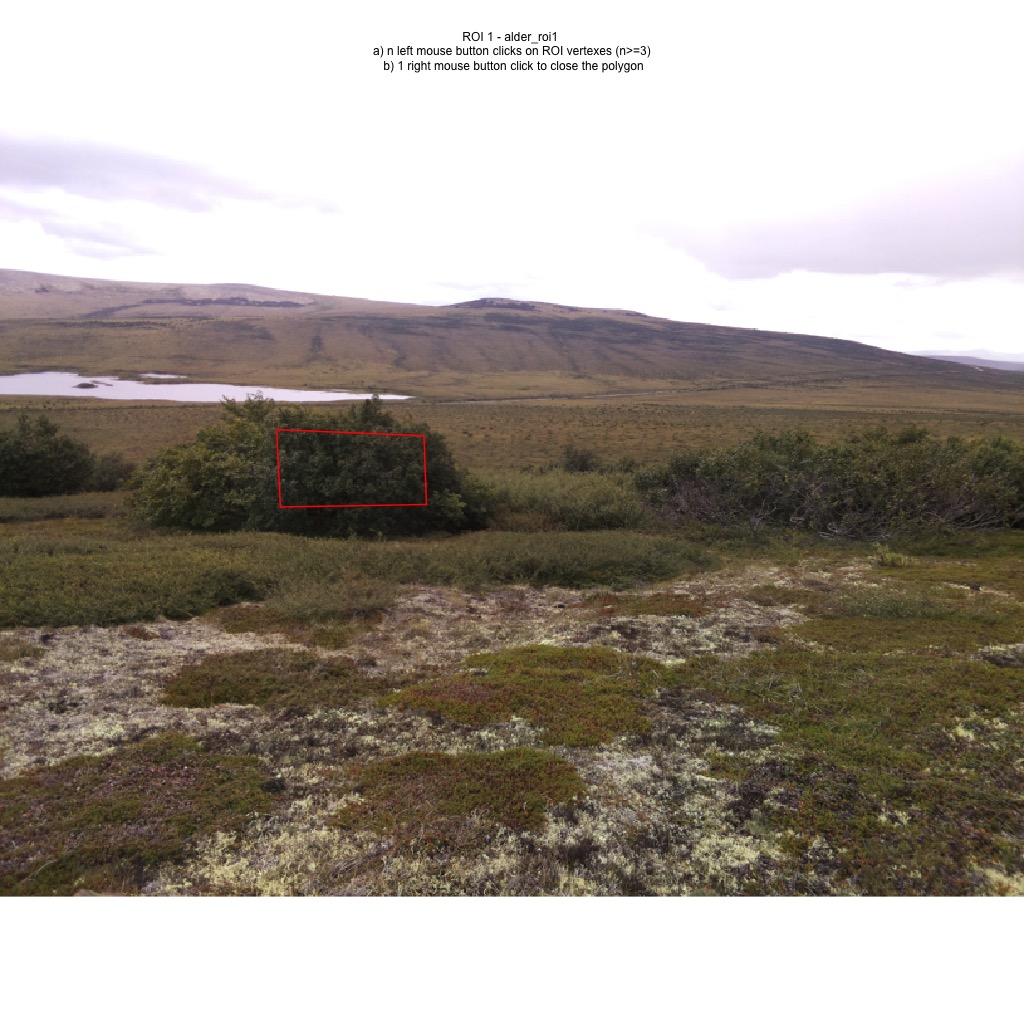 ROI 1 - alder_roi1
a) n left mouse button clicks on ROI vertexes (n>=3)
b) 1 right mouse button click to close the polygon